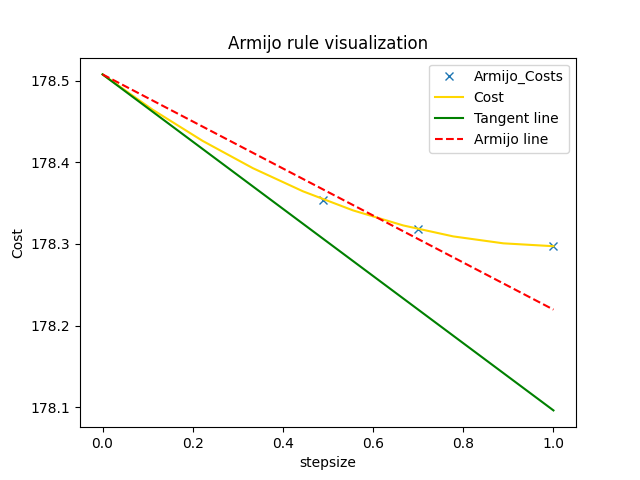 Armijo rule visualization
Armijo_Costs
Cost
Tangent line
Armijo line
178.5
178.4
178.3
178.2
178.1
Cost
0.0 0.2 0.4 0.6 0.8 1.0
stepsize